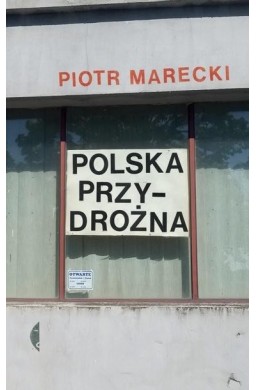 PIOTR MARECKI
POLSKA
PRZY-
DROŻNA
OTWARTE